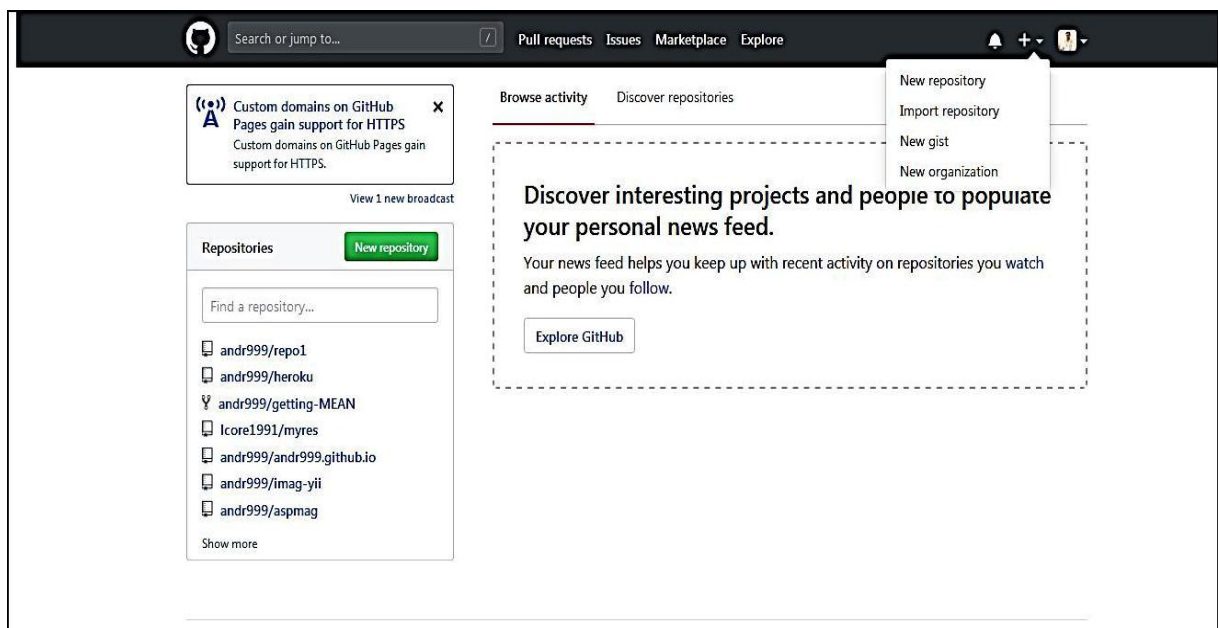 Search or jump to...
/
Pull requests Issues Marketplace Explore
New repository
Import repository
New gist
New organization
Custom domains on GitHub
Pages gain support for HTTPS
Custom domains on GitHub Pages gain
support for HTTPS.
View 1 new broadcast
Repositories
New repository
Find a repository...
andr999/repo1
andr999/heroku
andr999/getting-MEAN
Icore1991/myres
andr999/andr999.github.io
andr999/imag-yii
andr999/aspmag
Show more
Browse activity Discover repositories
Discover interesting projects and people to populate
your personal news feed.
Your news feed helps you keep up with recent activity on repositories you watch
and people you follow.
Explore GitHub